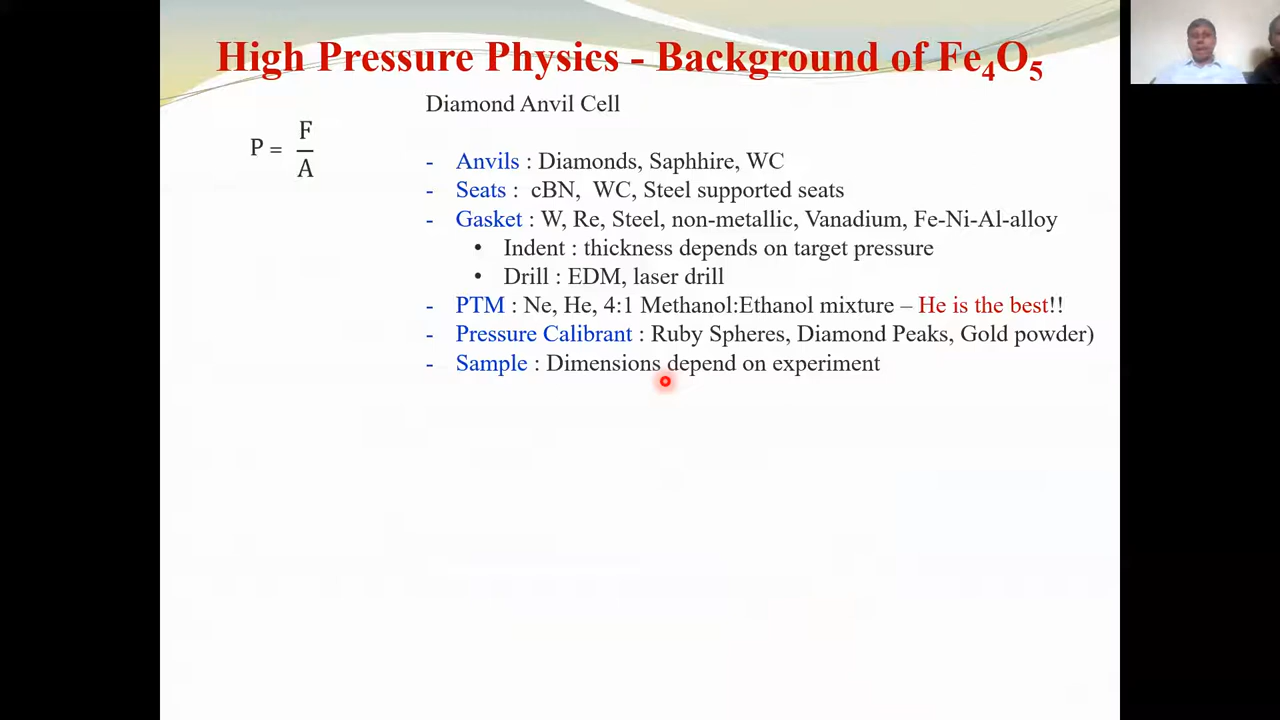 High Pressure Physics - Background of Fe₄O₅
Diamond Anvil Cell
P = F
A
- Anvils : Diamonds, Saphhire, WC
- Seats : cBN, WC, Steel supported seats
- Gasket : W, Re, Steel, non-metallic, Vanadium, Fe-Ni-Al-alloy
• Indent : thickness depends on target pressure
• Drill : EDM, laser drill
- PTM : Ne, He, 4:1 Methanol:Ethanol mixture – He is the best!!
- Pressure Calibrant : Ruby Spheres, Diamond Peaks, Gold powder)
- Sample : Dimensions depend on experiment